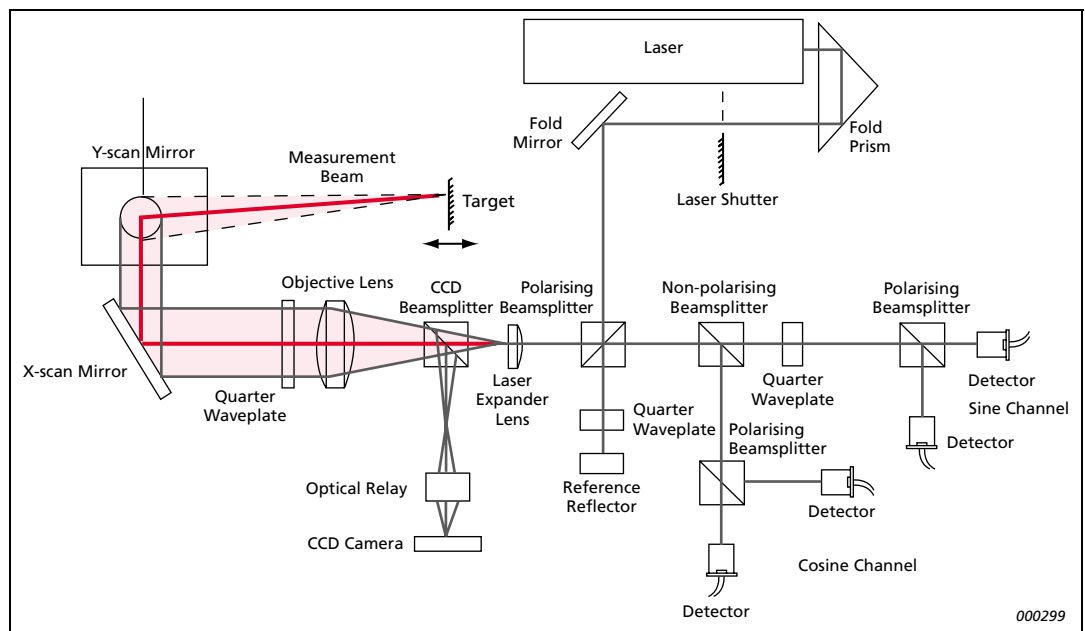 Laser
Fold
Mirror
Fold
Prism
Laser Shutter
Y-scan Mirror
Measurement
Beam
Target
Objective Lens
CCD
Beamsplitter
Polarising
Beamsplitter
Non-polarising
Beamsplitter
Polarising
Beamsplitter
X-scan Mirror
Quarter
Waveplate
Laser
Expander
Lens
Quarter
Waveplate
Quarter
Waveplate
Detector
Sine Channel
Detector
Polarising
Beamsplitter
Reference
Reflector
Optical Relay
CCD Camera
Detector
Cosine Channel
Detector
000299